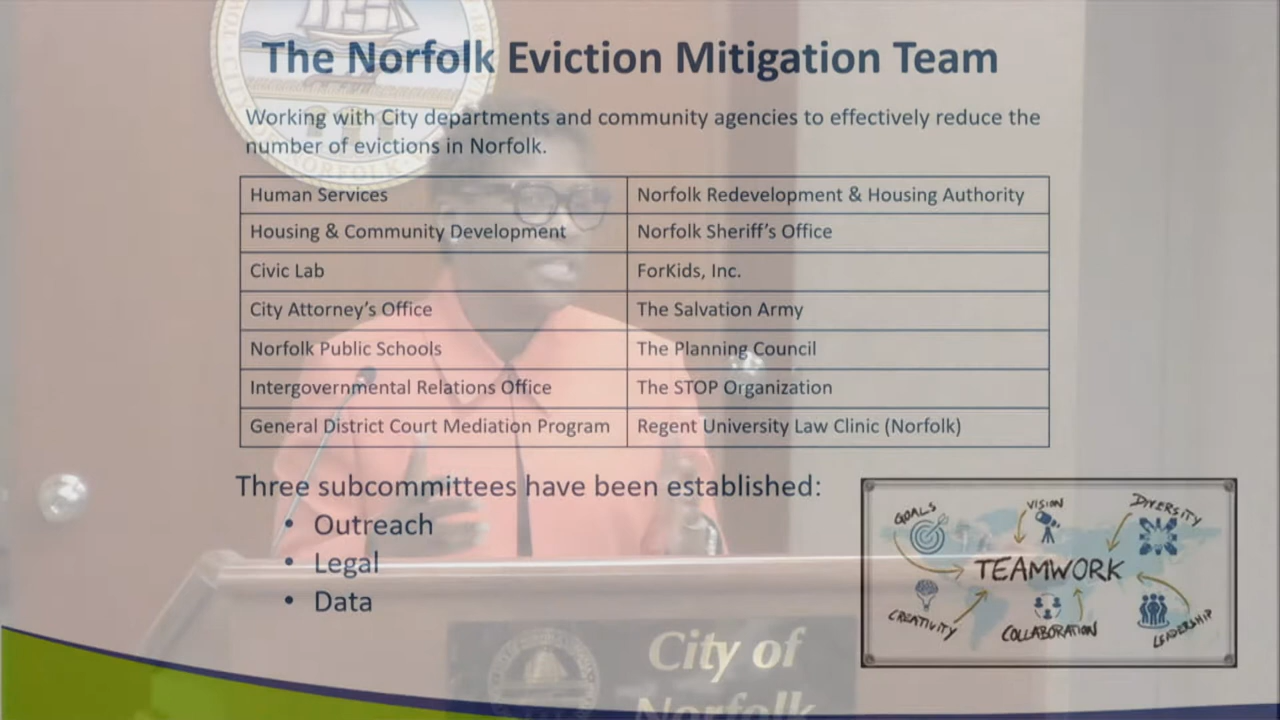 The Norfolk Eviction Mitigation Team
Working with City departments and community agencies to effectively reduce the
number of evictions in Norfolk.
Human Services
Norfolk Redevelopment & Housing Authority
Housing & Community Development
Norfolk Sheriff's Office
Civic Lab
ForKids, Inc.
City Attorney's Office
The Salvation Army
Norfolk Public Schools
The Planning Council
Intergovernmental Relations Office
The STOP Organization
General District Court Mediation Program
Regent University Law Clinic (Norfolk)
Three subcommittees have been established:
• Outreach
• Legal
• Data
GOALS
VISION
DIVERSITY
TEAMWORK
CREATIVITY
COLLABORATION
LEADERSHIP
City of
Norfolk
NORFOLK